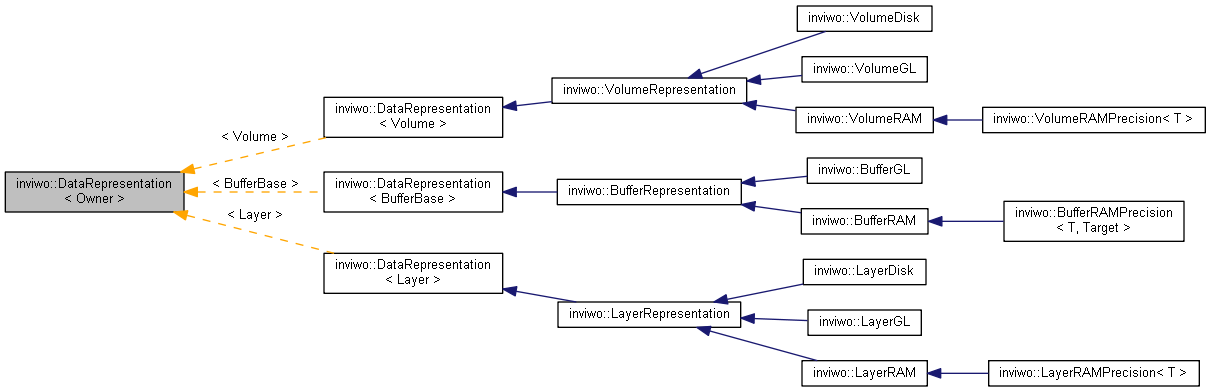 inviwo::DataRepresentation
< Owner >
< Volume >
< BufferBase >
< Layer >
inviwo::DataRepresentation
< Volume >
inviwo::DataRepresentation
< BufferBase >
inviwo::DataRepresentation
< Layer >
inviwo::VolumeRepresentation
inviwo::BufferRepresentation
inviwo::LayerRepresentation
inviwo::VolumeDisk
inviwo::VolumeGL
inviwo::VolumeRAM
inviwo::BufferGL
inviwo::BufferRAM
inviwo::LayerDisk
inviwo::LayerGL
inviwo::LayerRAM
inviwo::VolumeRAMPrecision< T >
inviwo::BufferRAMPrecision
< T, Target >
inviwo::LayerRAMPrecision< T >